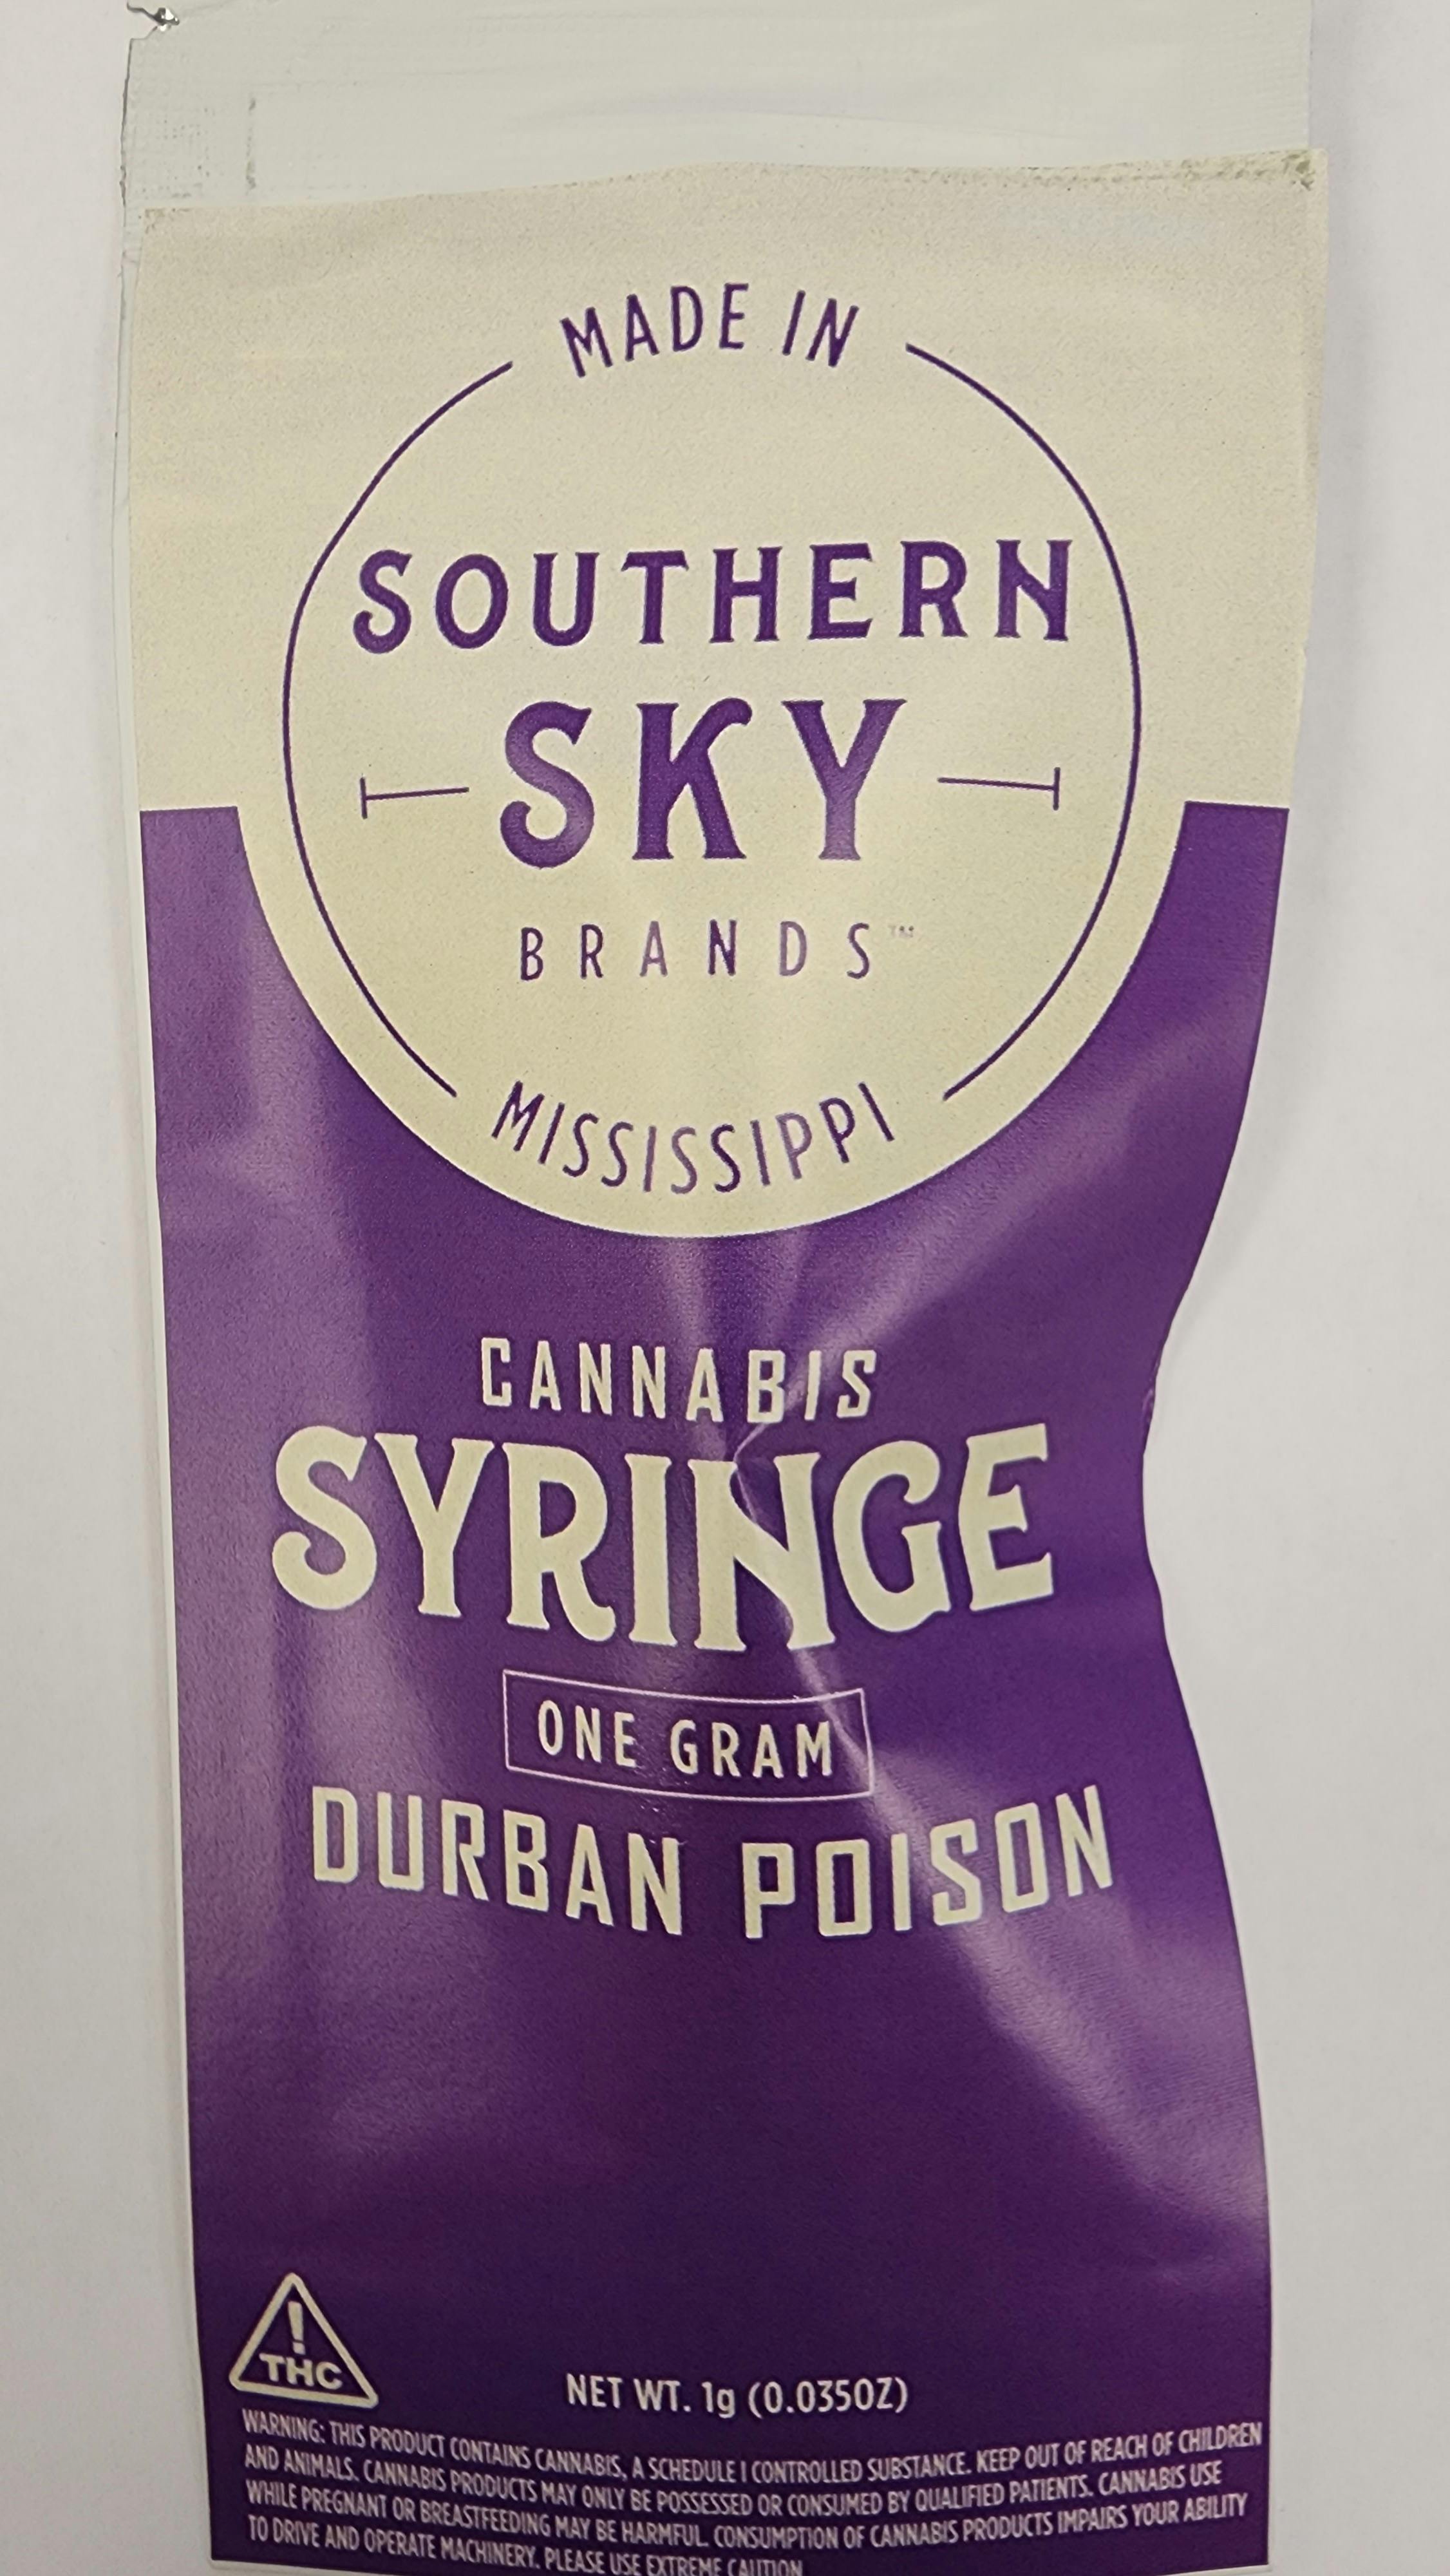 MADE IN
SOUTHERN
SKY
BRANDS™
MISSISSIPPI
CANNABIS
SYRINGE
ONE GRAM
DURBAN POISON
!
THC
NET WT. 1g (0.035OZ)
WARNING: THIS PRODUCT CONTAINS CANNABIS, A SCHEDULE I CONTROLLED SUBSTANCE. KEEP OUT OF REACH OF CHILDREN
AND ANIMALS. CANNABIS PRODUCTS MAY ONLY BE POSSESSED OR CONSUMED BY QUALIFIED PATIENTS. CANNABIS USE
WHILE PREGNANT OR BREASTFEEDING MAY BE HARMFUL. CONSUMPTION OF CANNABIS PRODUCTS IMPAIRS YOUR ABILITY
TO DRIVE AND OPERATE MACHINERY. PLEASE USE EXTREME CAUTION